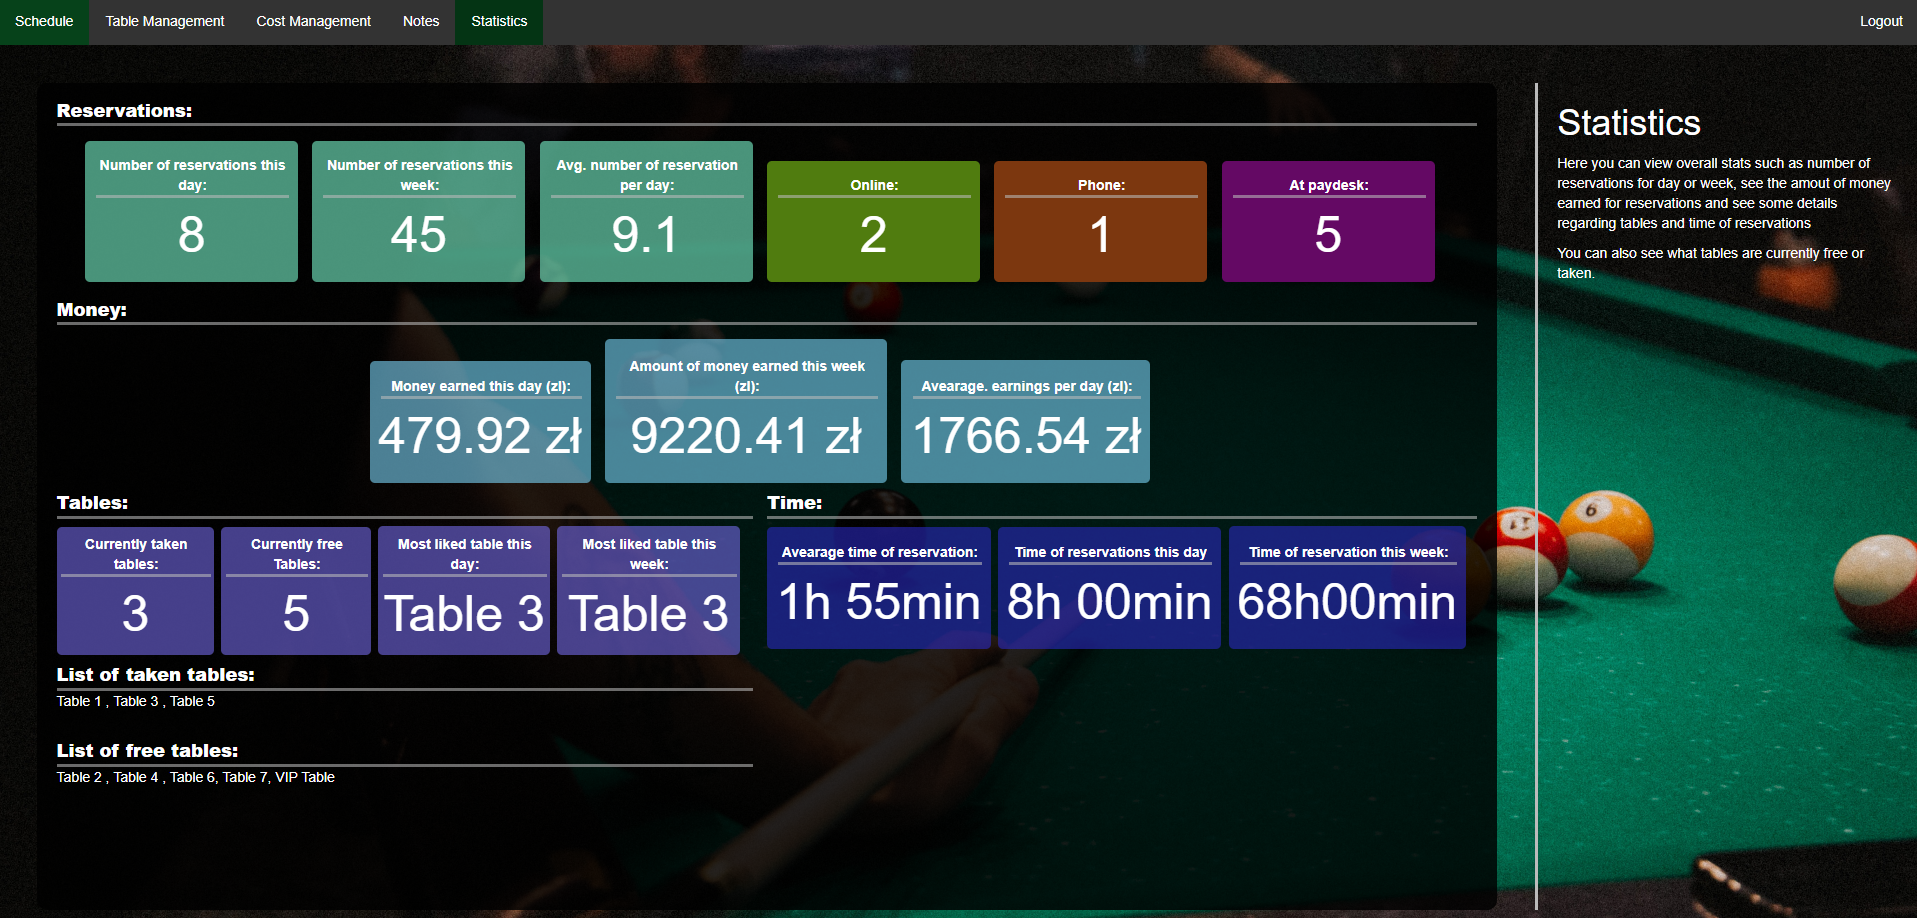 Schedule Table Management Cost Management Notes Statistics Logout
Reservations:
Number of reservations this
day:
8
Number of reservations this
week:
45
Avg. number of reservation
per day:
9.1
Online:
2
Phone:
1
At paydesk:
5
Money:
Money earned this day (zl):
479.92 zł
Amount of money earned this week
(zl):
9220.41 zł
Avearage. earnings per day (zl):
1766.54 zł
Tables:
Currently taken
tables:
3
Currently free
Tables:
5
Most liked table this
day:
Table 3
Most liked table this
week:
Table 3
Time:
Avearage time of reservation:
1h 55min
Time of reservations this day
8h 00min
Time of reservation this week:
68h00min
List of taken tables:
Table 1 , Table 3 , Table 5
List of free tables:
Table 2 , Table 4 , Table 6, Table 7, VIP Table
Statistics
Here you can view overall stats such as number of
reservations for day or week, see the amout of money
earned for reservations and see some details
regarding tables and time of reservations
You can also see what tables are currently free or
taken.
11
9